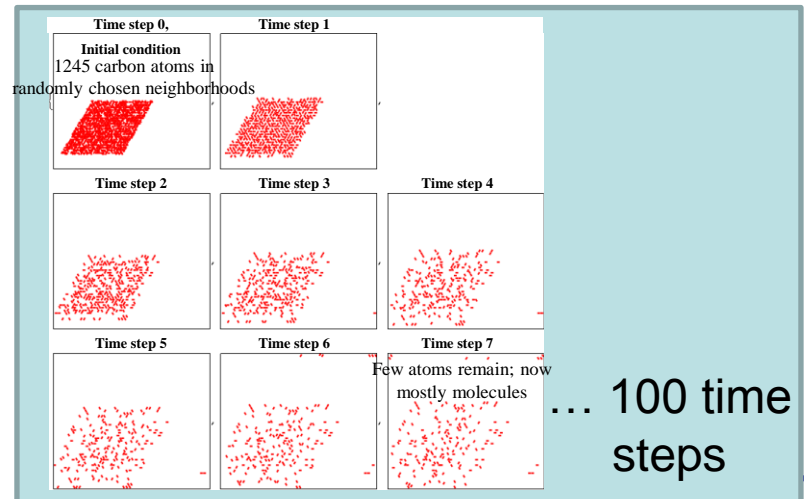 Time step 0,
Time step 1
Initial condition
1245 carbon atoms in
randomly chosen neighborhoods
Time step 2
Time step 3
Time step 4
Time step 5
Time step 6
Time step 7
Few atoms remain; now
mostly molecules
... 100 time
steps